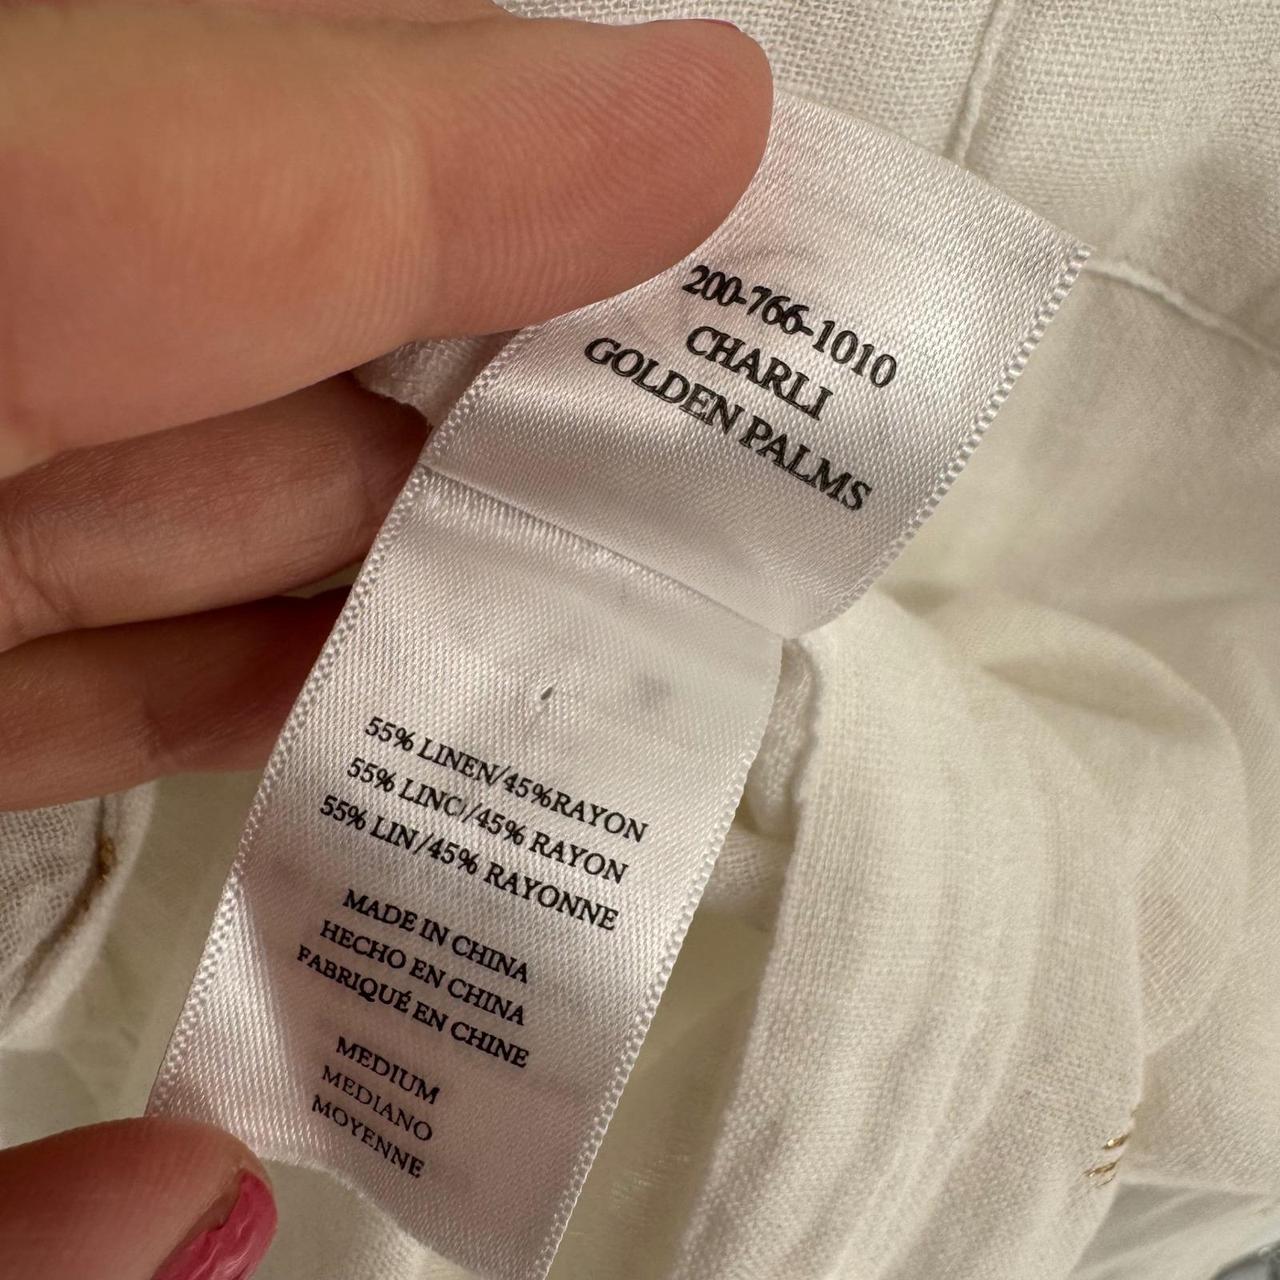 200-766-1010
CHARLI
GOLDEN PALMS
55% LINEN/45%RAYON
55% LINO/45% RAYON
55% LIN/45% RAYONNE
MADE IN CHINA
HECHO EN CHINA
FABRIQUÉ EN CHINE
MEDIUM
MEDIANO
MOYENNE